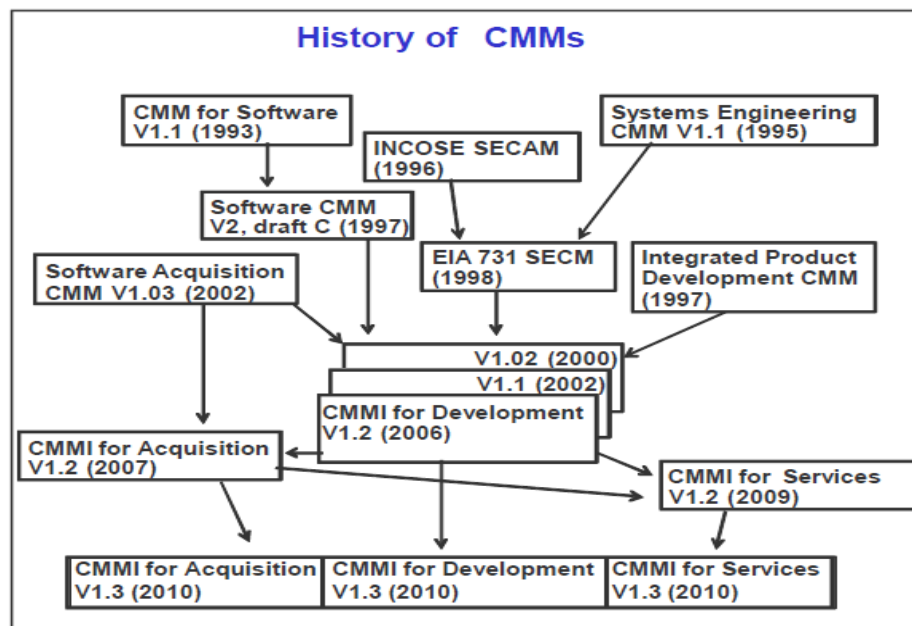 History of CMMs
CMM for Software
V1.1 (1993)
Systems Engineering
CMM V1.1 (1995)
INCOSE SECAM
(1996)
Software CMM
V2, draft C (1997)
EIA 731 SECM
(1998)
Integrated Product
Development CMM
(1997)
Software Acquisition
CMM V1.03 (2002)
V1.02 (2000)
V1.1 (2002)
CMMI for Development
V1.2 (2006)
CMMI for Acquisition
V1.2 (2007)
CMMI for Services
V1.2 (2009)
CMMI for Acquisition
V1.3 (2010)
CMMI for Development
V1.3 (2010)
CMMI for Services
V1.3 (2010)